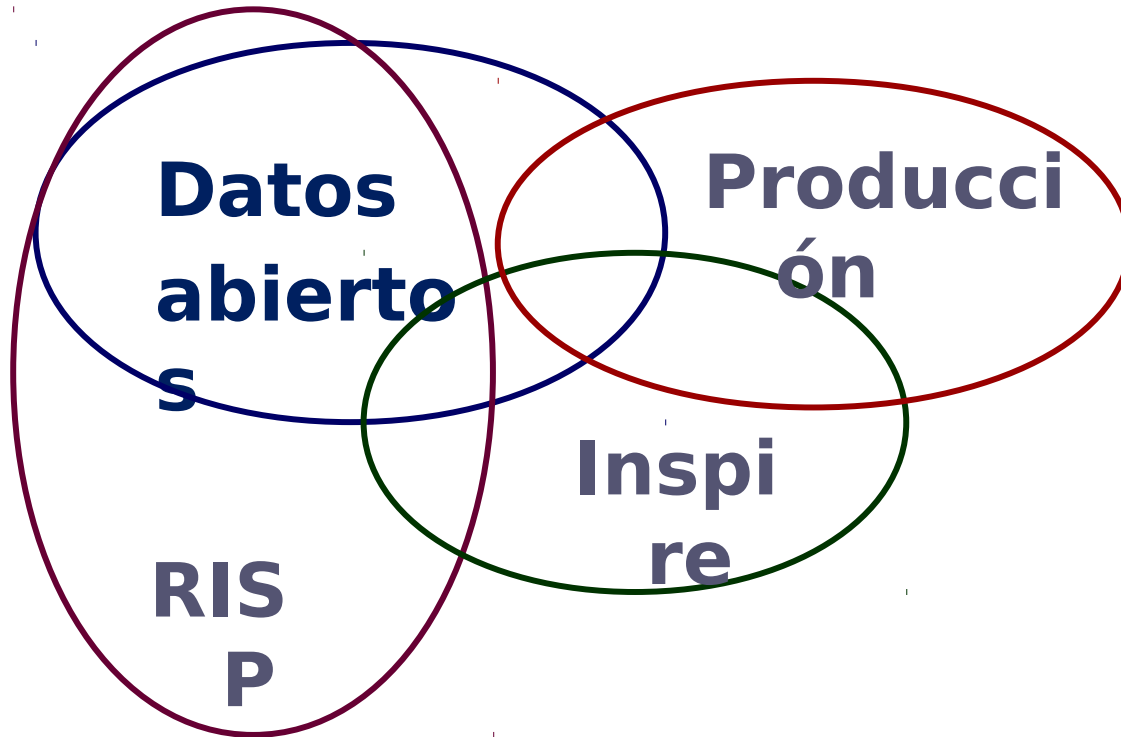 Datos
abierto
s
Producci
ón
Inspi
re
RIS
P